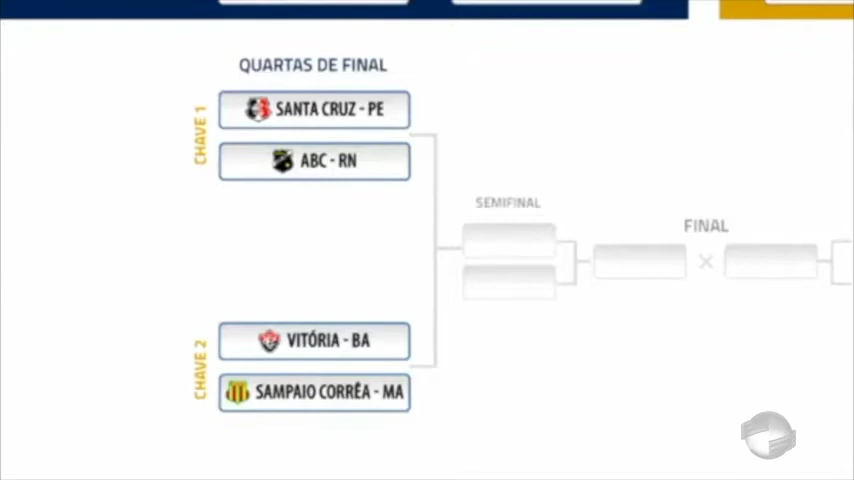 QUARTAS DE FINAL
CHAVE 1
SANTA CRUZ - PE
ABC - RN
SEMIFINAL
FINAL
×
CHAVE 2
VITÓRIA - BA
SAMPAIO CORRÊA - MA